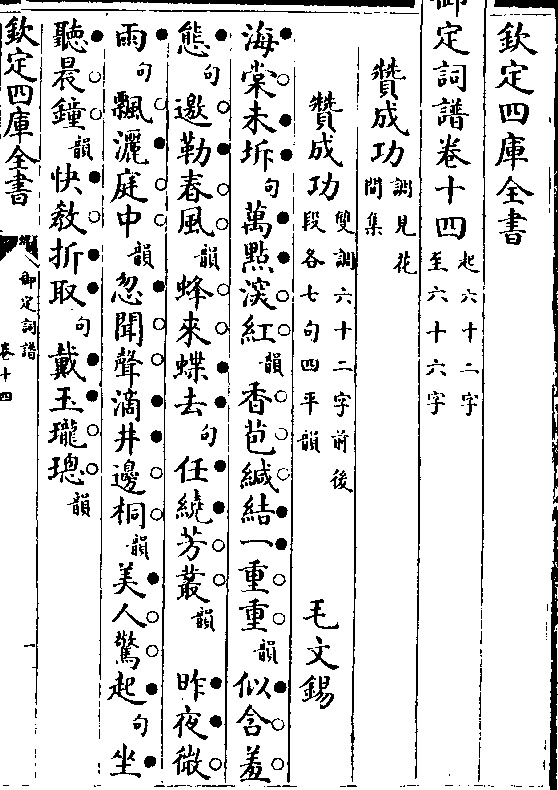 欽定四庫全書
御定詞譜卷十四 起六十二字 至六十六字
贊成功 調見花 間集
贊成功 雙調六十二字前後 段各七句四平韻 毛文錫
海棠未坼句萬點深紅韻香苞緘結一重重韻似含羞
態句邀勒春風韻蜂來蝶去句任繞芳叢韻 昨夜微
雨句飄灑庭中韻忽聞聲滴井邊桐韻美人驚起句坐
聽晨鐘韻快敎折取句戴玉瓏璁韻
欽定四庫全書 御定詞譜 卷十四 一